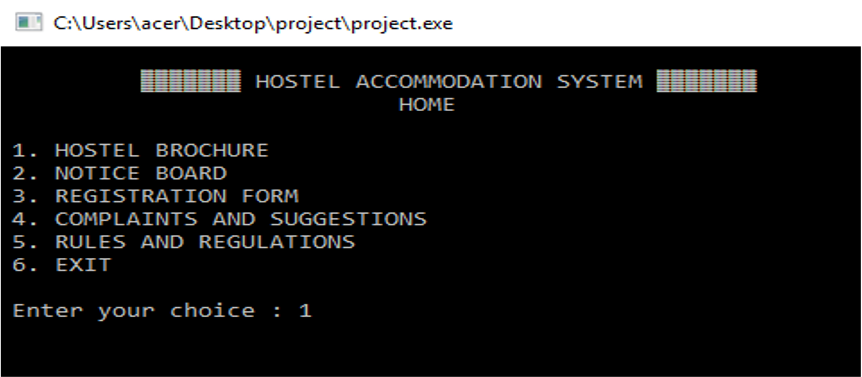 C:\Users\acer\Desktop\project\project.exe
▒▒▒▒▒▒▒ HOSTEL ACCOMMODATION SYSTEM ▒▒▒▒▒▒▒
HOME
1. HOSTEL BROCHURE
2. NOTICE BOARD
3. REGISTRATION FORM
4. COMPLAINTS AND SUGGESTIONS
5. RULES AND REGULATIONS
6. EXIT
Enter your choice : 1